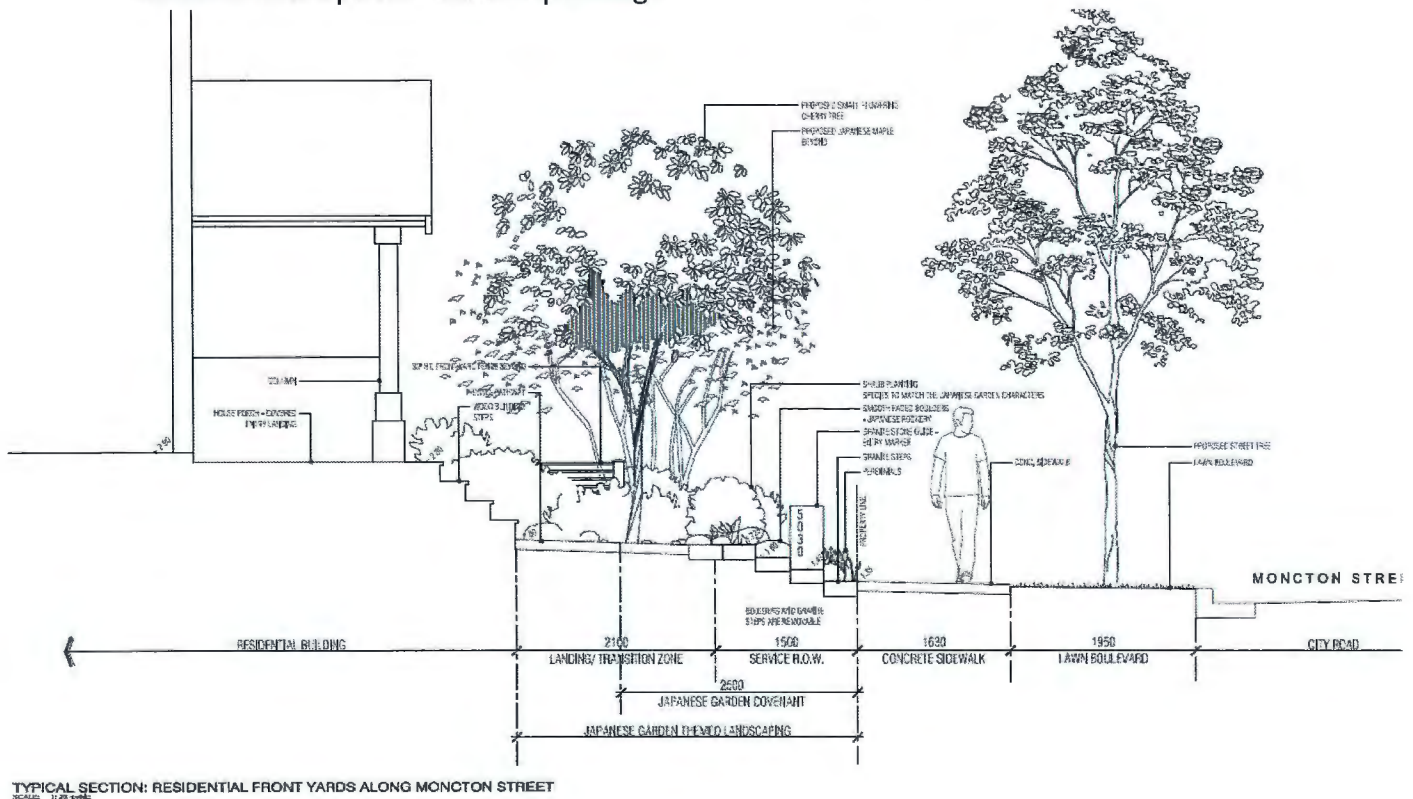 PROPOSED SMALL FLOWERING
CHERRY TREE
PROPOSED JAPANESE MAPLE
BEYOND
COLUMN
HOUSE PORCH - COVERED
ENTRY LANDING
WOOD BUILDING
STEPS
SHRUB PLANTING
SPECIES TO MATCH THE JAPANESE GARDEN CHARACTERS
SMOOTH FACED BOULDERS
- JAPANESE ROCKERY
GRANITE STONE GUIDE -
ENTRY MARKER
GRANITE STEPS
PERENNIALS
PROPERTY LINE
CONC. SIDEWALK
PROPOSED STREET TREE
LAWN BOULEVARD
5030
MONCTON STRE
BOULDERS AND GRANITE
STEPS ARE REMOVABLE
RESIDENTIAL BUILDING
2100
LANDING/ TRANSITION ZONE
1500
SERVICE R.O.W.
1630
CONCRETE SIDEWALK
1950
LAWN BOULEVARD
CITY ROAD
2500
JAPANESE GARDEN COVENANT
JAPANESE GARDEN THEMED LANDSCAPING
TYPICAL SECTION: RESIDENTIAL FRONT YARDS ALONG MONCTON STREET